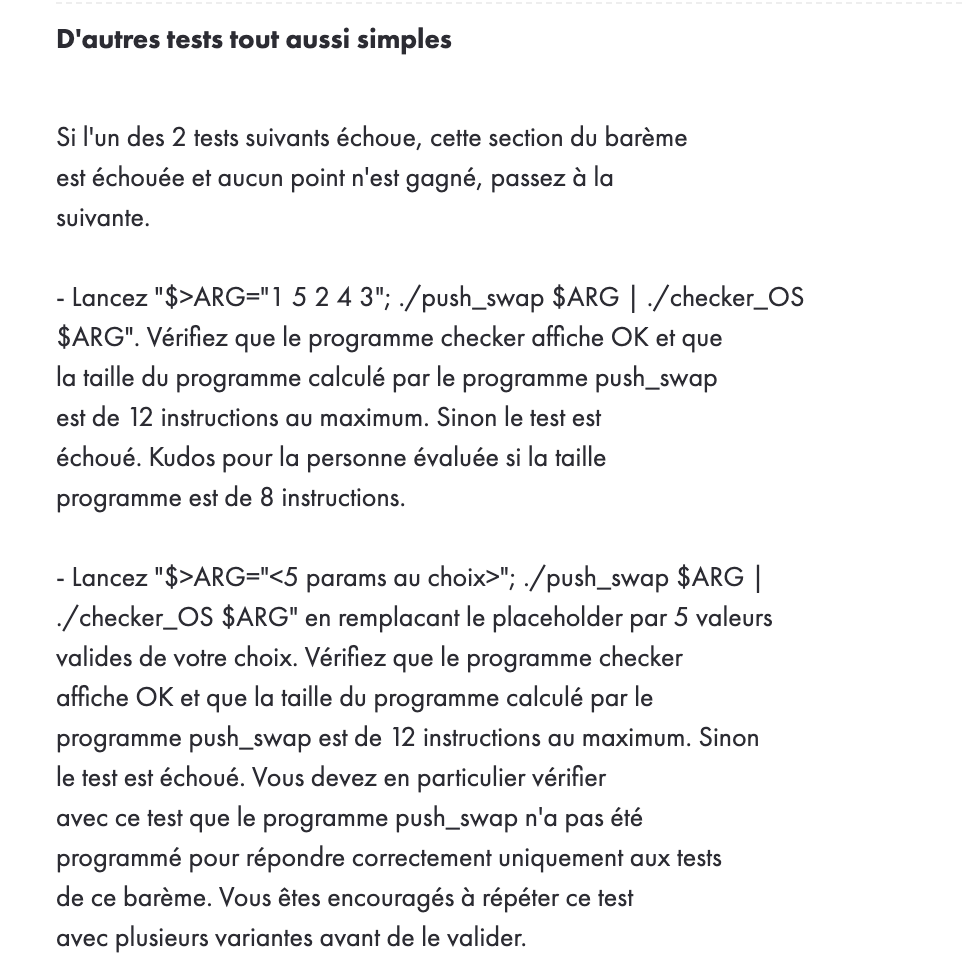 D'autres tests tout aussi simples
Si l'un des 2 tests suivants échoue, cette section du barème
est échouée et aucun point n'est gagné, passez à la
suivante.
- Lancez "$>ARG="1 5 2 4 3"; ./push_swap $ARG | ./checker_OS
$ARG". Vérifiez que le programme checker affiche OK et que
la taille du programme calculé par le programme push_swap
est de 12 instructions au maximum. Sinon le test est
échoué. Kudos pour la personne évaluée si la taille
programme est de 8 instructions.
- Lancez "$>ARG="<5 params au choix>"; ./push_swap $ARG |
./checker_OS $ARG" en remplacant le placeholder par 5 valeurs
valides de votre choix. Vérifiez que le programme checker
affiche OK et que la taille du programme calculé par le
programme push_swap est de 12 instructions au maximum. Sinon
le test est échoué. Vous devez en particulier vérifier
avec ce test que le programme push_swap n'a pas été
programmé pour répondre correctement uniquement aux tests
de ce barème. Vous êtes encouragés à répéter ce test
avec plusieurs variantes avant de le valider.